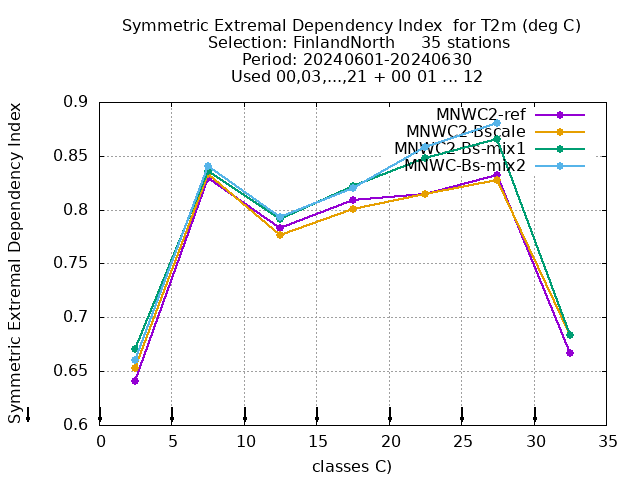 Symmetric Extremal Dependency Index  for T2m (deg C)
Selection: FinlandNorth     35 stations
Period: 20240601-20240630
Used 00,03,...,21 + 00 01 ... 12
Symmetric Extremal Dependency Index
0.9
0.85
0.8
0.75
0.7
0.65
0.6
MNWC2-ref
MNWC2-Bscale
MNWC2-Bs-mix1
MNWC-Bs-mix2
0 5 10 15 20 25 30 35
classes C)